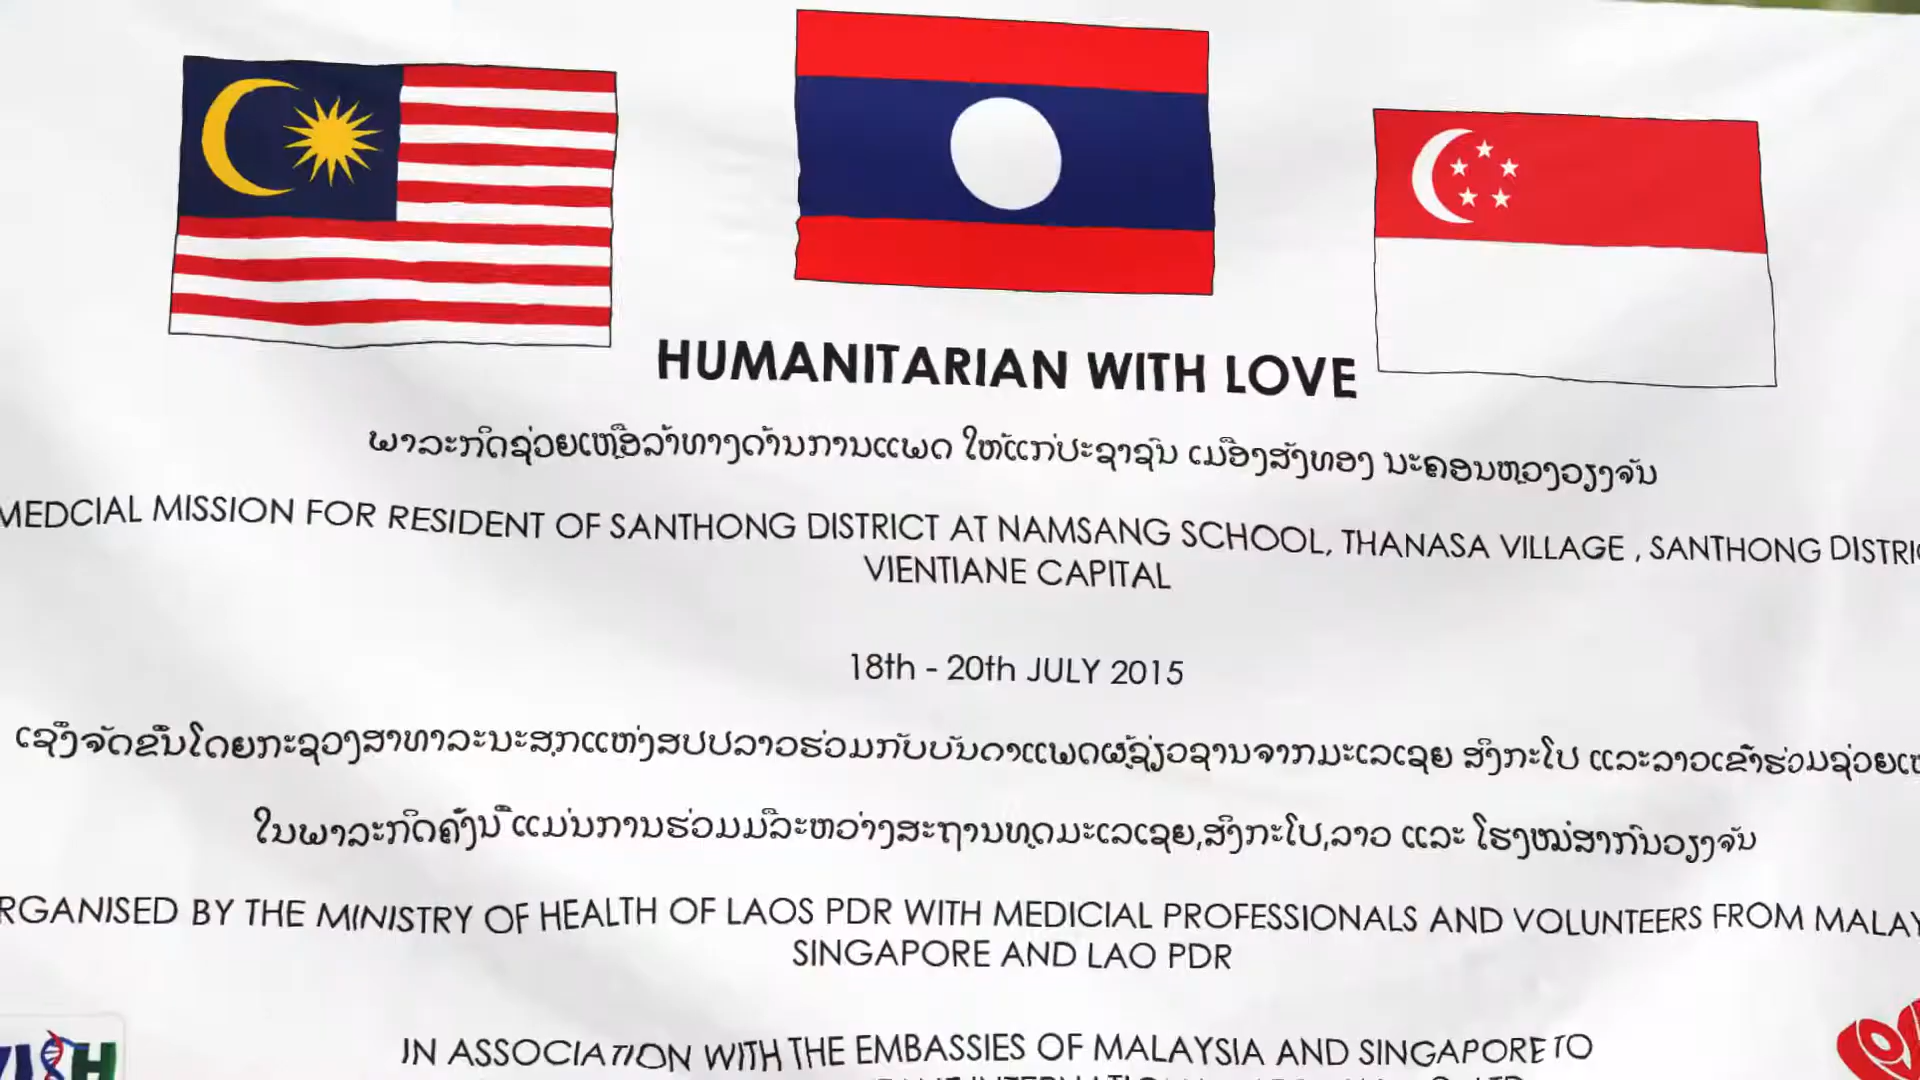 HUMANITARIAN WITH LOVE
ພາລະກິດຊ່ວຍເຫຼືອລ້າທາງດ້ານການແພດ ໃຫ້ແກ່ປະຊາຊົນ ເມືອງສັງທອງ ນະຄອນຫຼວງວຽງຈັນ
MEDCIAL MISSION FOR RESIDENT OF SANTHONG DISTRICT AT NAMSANG SCHOOL, THANASA VILLAGE , SANTHONG
VIENTIANE CAPITAL
18th - 20th JULY 2015
ເຊິ່ງຈັດຂຶ້ນໂດຍກະຊວງສາທາລະນະສຸກແຫ່ງສປປລາວຮ່ວມກັບບັນດາແພດຜູ້ຊ່ຽວຊານຈາກມະເລເຊຍ ສິງກະໂປ ແລະລາວເຂົ້າຮ່ວມຊ່ວຍ
ໃນພາລະກິດຄັ້ງນີ້ ແມ່ນການຮ່ວມມືລະຫວ່າງສະຖານທູດມະເລເຊຍ,ສິງກະໂປ,ລາວ ແລະ ໂຮງໝໍສາກົນວຽງຈັນ
BY THE MINISTRY OF HEALTH OF LAOS PDR WITH MEDICIAL PROFESSIONALS AND VOLUNTEERS FROM
SINGAPORE AND LAO PDR
IN ASSOCIATION WITH THE EMBASSIES OF MALAYSIA AND SINGAPORE TO